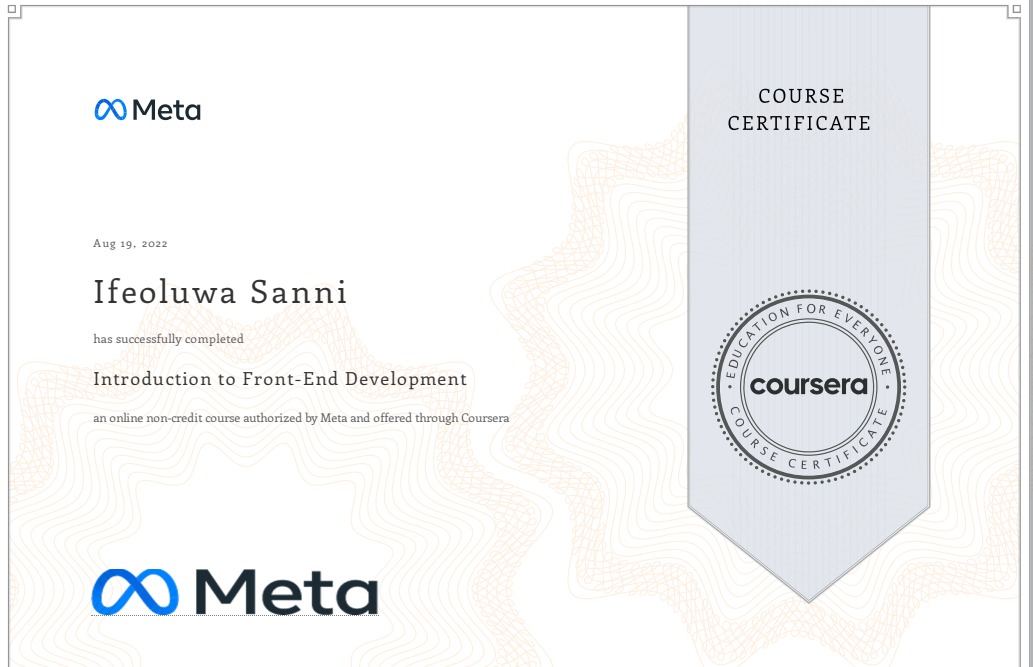 COURSE
CERTIFICATE
Meta
Aug 19, 2022
Ifeoluwa Sanni
has successfully completed
Introduction to Front-End Development
an online non-credit course authorized by Meta and offered through Coursera
EDUCATION FOR EVERYONE
coursera
COURSE CERTIFICATE
Meta